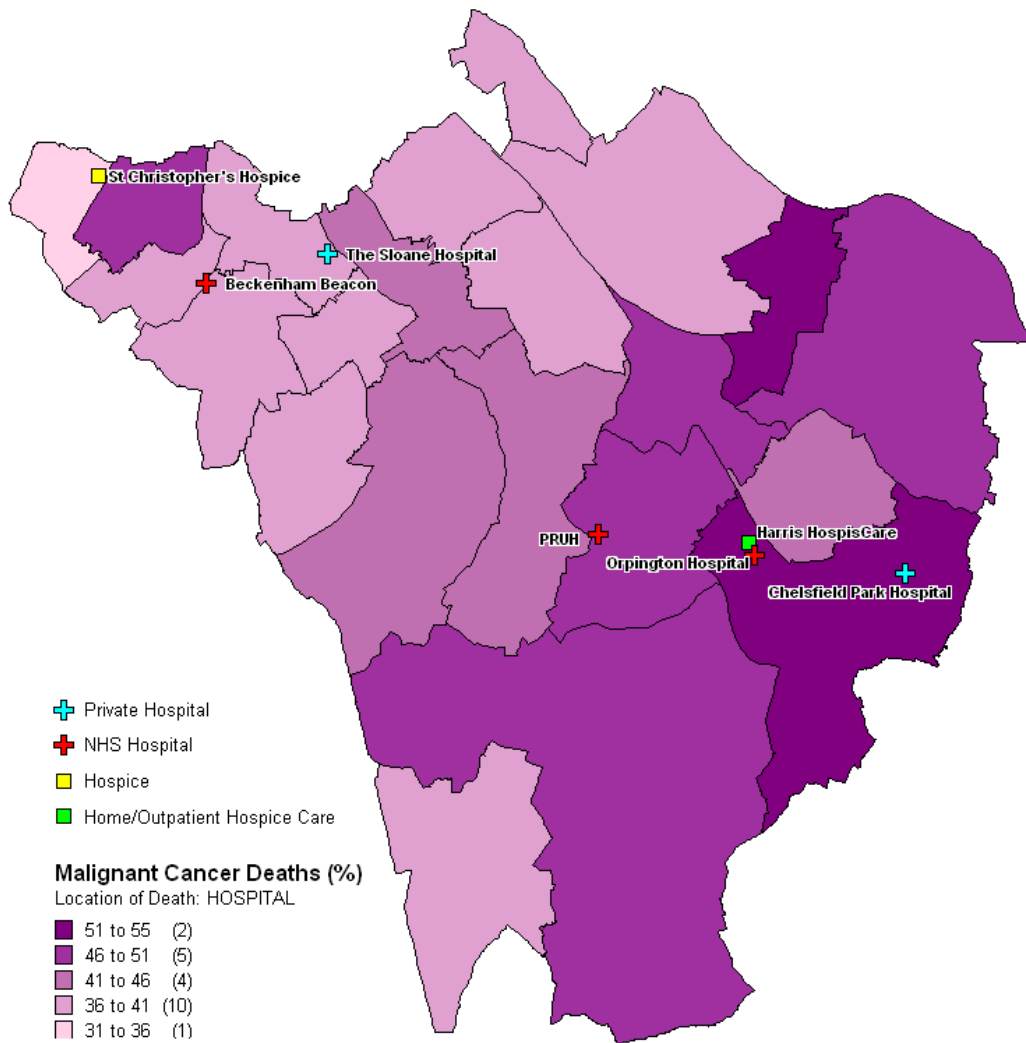 St Christopher's Hospice
The Sloane Hospital
Beckenham Beacon
Harris HospisCare
PRUH
Orpington Hospital
Chelsfield Park Hospital
Private Hospital
NHS Hospital
Hospice
Home/Outpatient Hospice Care
Malignant Cancer Deaths (%)
Location of Death: HOSPITAL
51 to 55 (2)
46 to 51 (5)
41 to 46 (4)
36 to 41 (10)
31 to 36 (1)